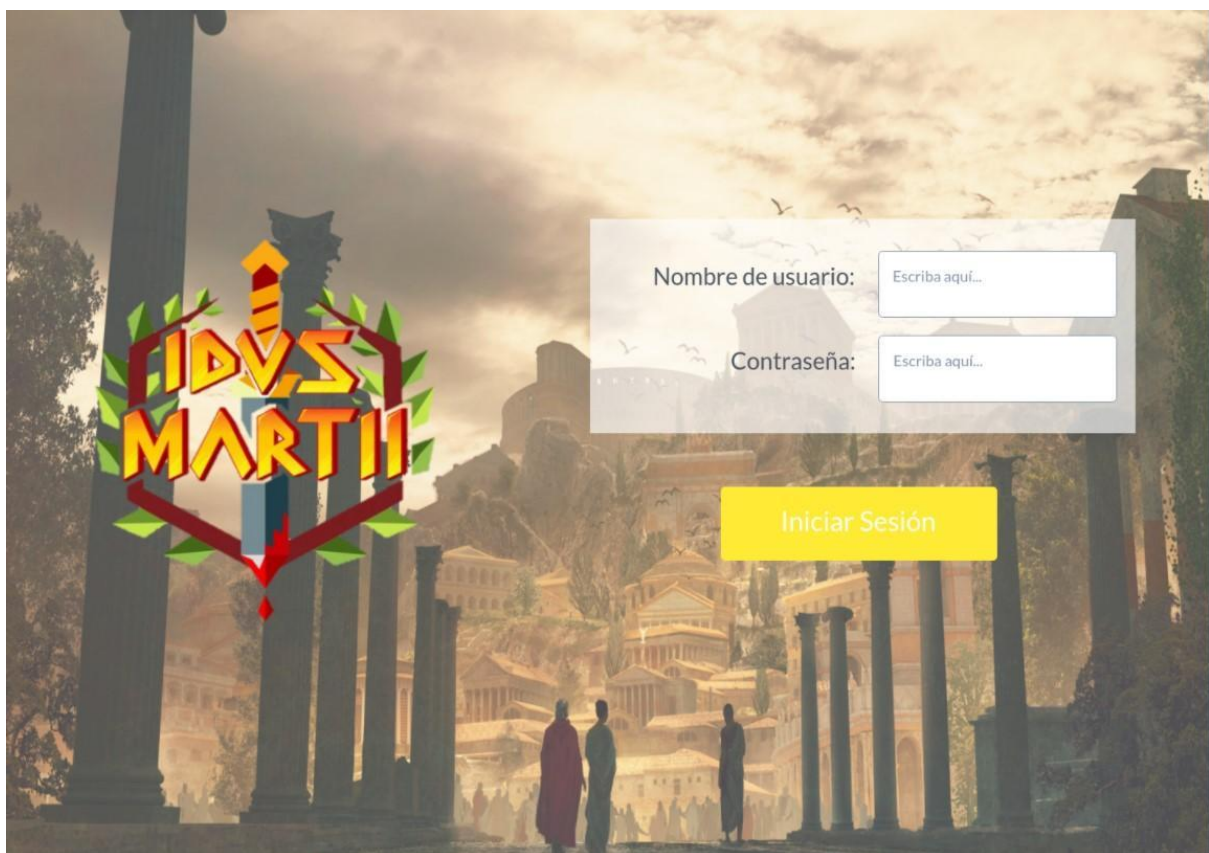 IDVS
MARTII
Nombre de usuario:
Escriba aquí...
Contraseña:
Escriba aquí...
Iniciar Sesión